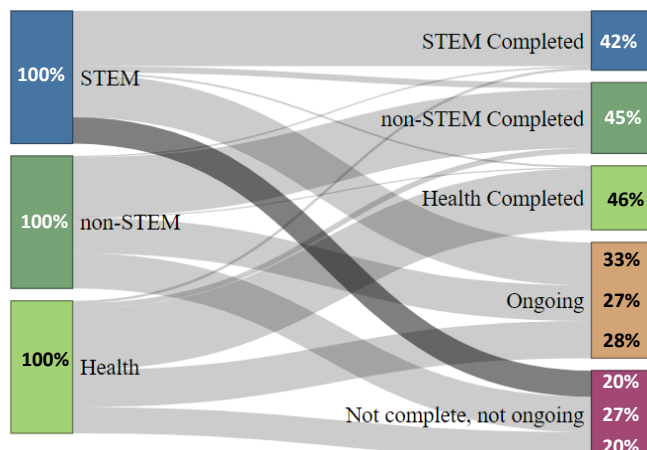 100%
STEM
100%
non-STEM
100%
Health
STEM Completed
42%
non-STEM Completed
45%
Health Completed
46%
Ongoing
33%
27%
28%
Not complete, not ongoing
20%
27%
20%